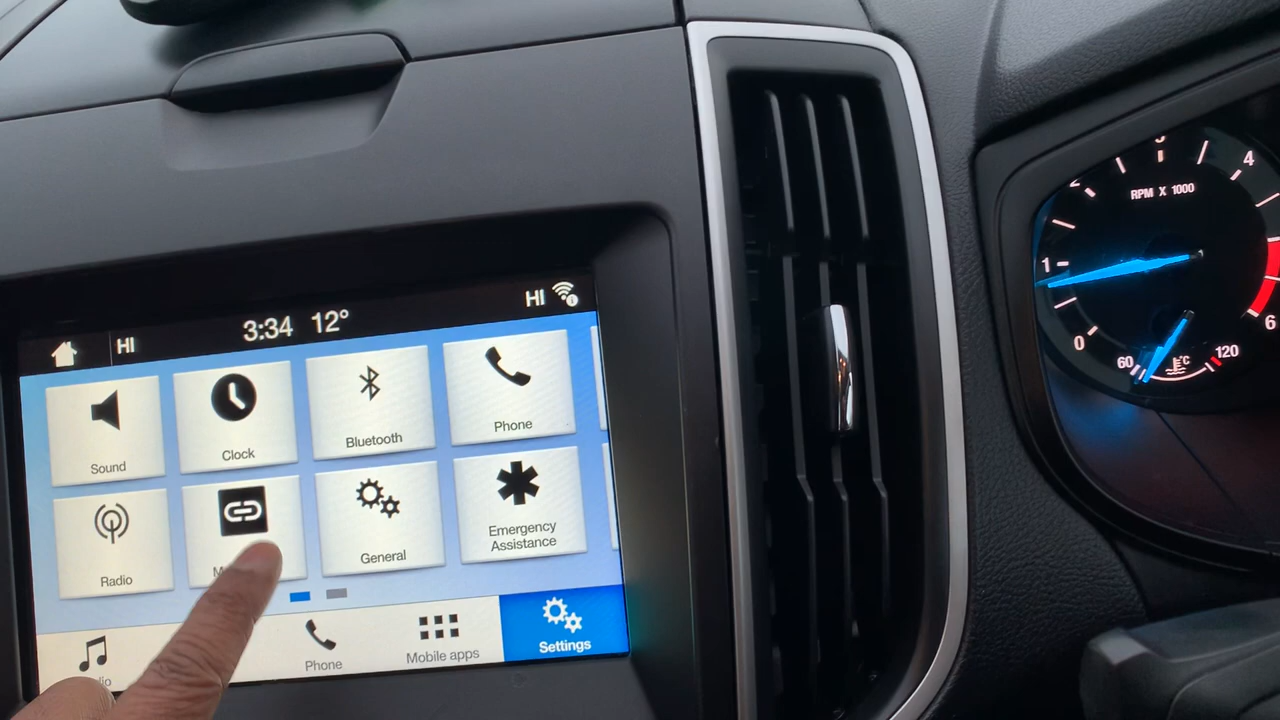 HI
3:34 12°
HI
Sound
Clock
Bluetooth
Phone
Radio
General
Emergency
Assistance
Phone
Mobile apps
Settings
RPM X 1000
0
1
4
6
60
°C
120